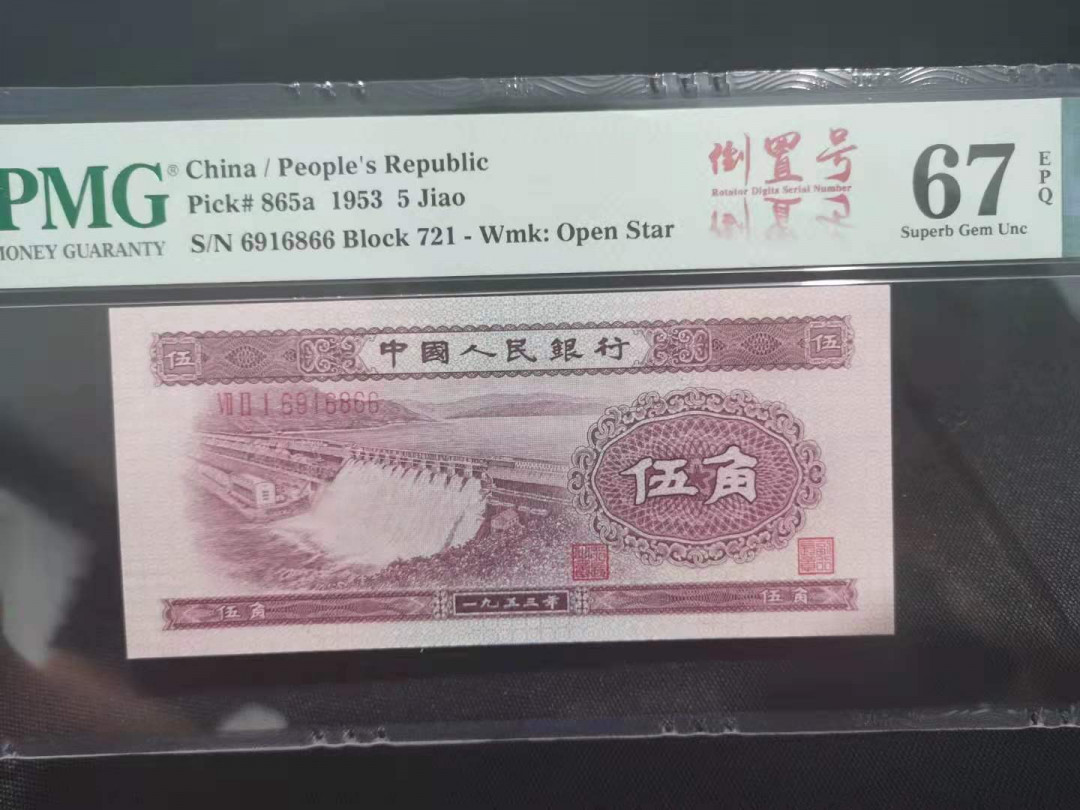 PMG®
MONEY GUARANTY
China / People's Republic
Pick# 865a 1953 5 Jiao
S/N 6916866 Block 721 - Wmk: Open Star
倒置号
Rotator Digits Serial Number
67
EPQ
Superb Gem Unc
伍 中國人民銀行 伍
VII II I 6916866
伍角
伍角 一九五三年 伍角